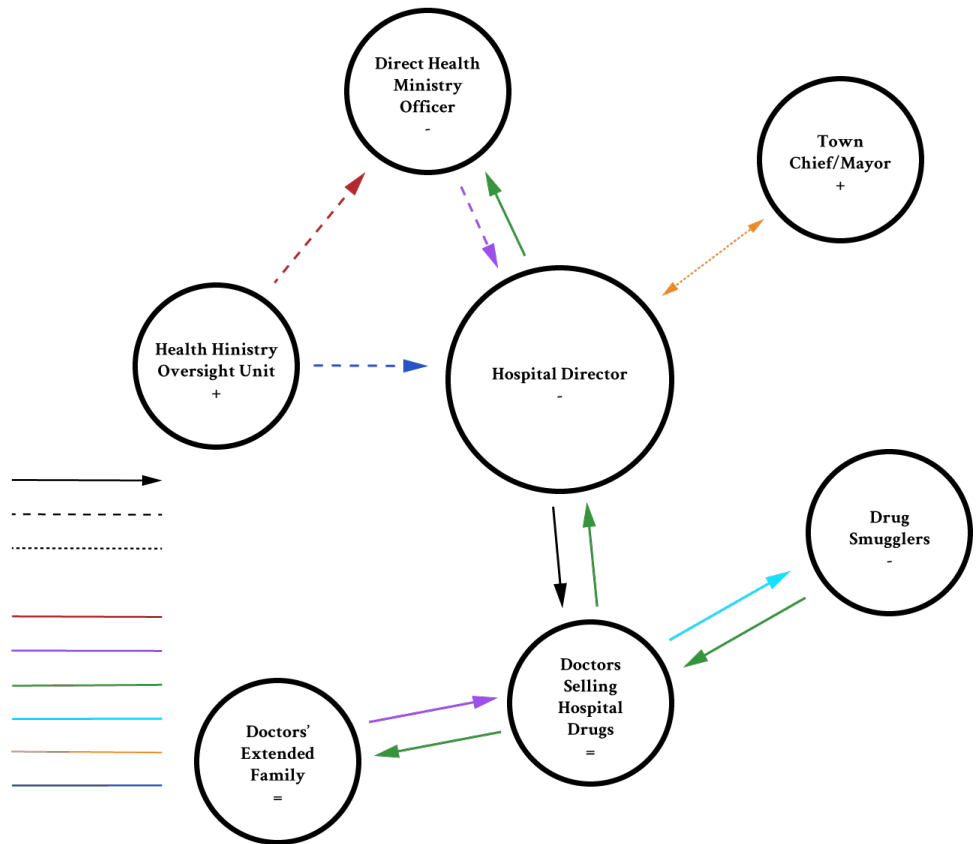 Direct Health
Ministry
Officer
-
Town
Chief/Mayor
+
Health Hinistry
Oversight Unit
+
Hospital Director
-
Drug
Smugglers
-
Doctors
Selling
Hospital
Drugs
=
Doctors'
Extended
Family
=